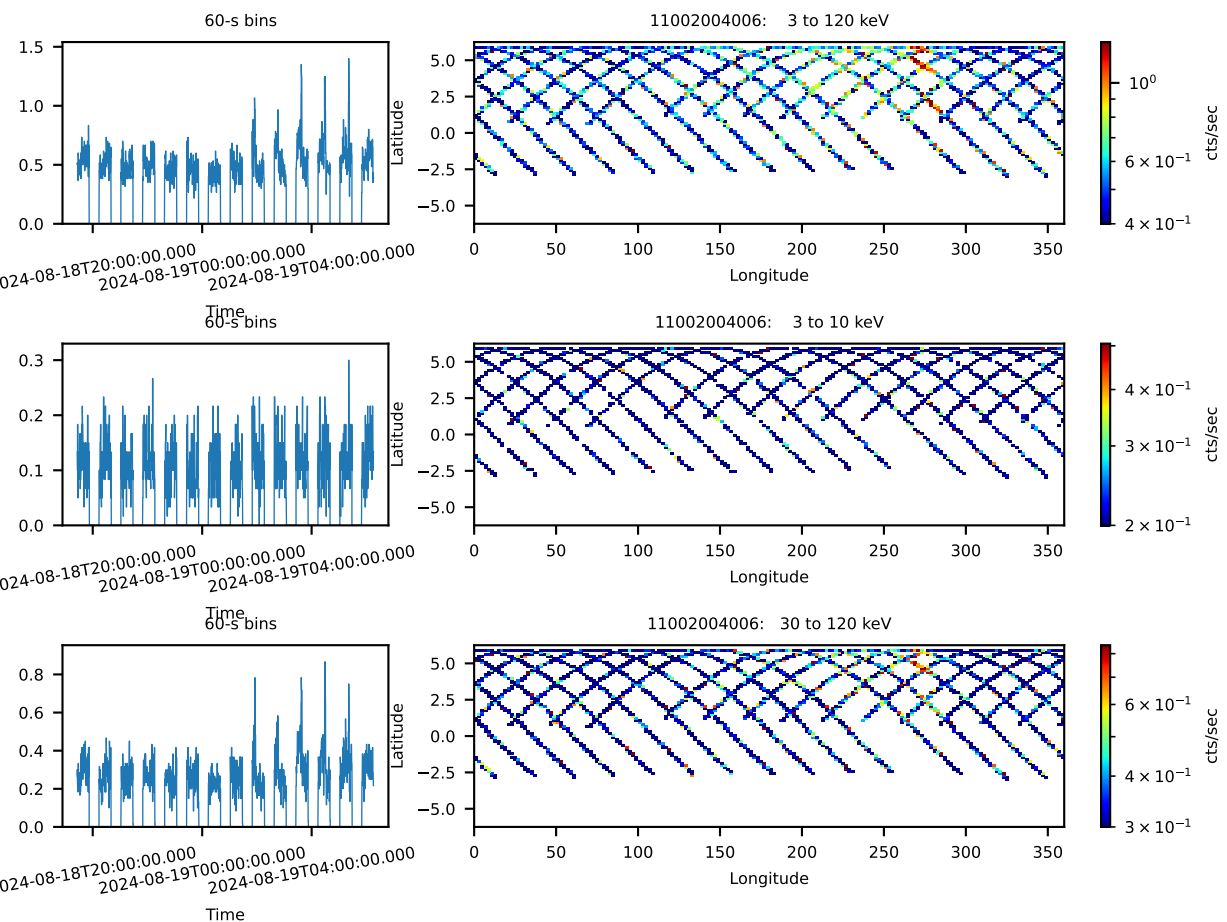 60-s bins
11002004006:    3 to 120 keV
1.5
1.0
0.5
0.0
Latitude
5.0
2.5
0.0
−2.5
−5.0
10⁰
6 × 10⁻¹
4 × 10⁻¹
cts/sec
024-08-18T20:00:00.000
2024-08-19T00:00:00.000
2024-08-19T04:00:00.000
Time
0 50 100 150 200 250 300 350
Longitude
60-s bins
11002004006:    3 to 10 keV
0.3
0.2
0.1
0.0
Latitude
5.0
2.5
0.0
−2.5
−5.0
4 × 10⁻¹
3 × 10⁻¹
2 × 10⁻¹
cts/sec
024-08-18T20:00:00.000
2024-08-19T00:00:00.000
2024-08-19T04:00:00.000
Time
0 50 100 150 200 250 300 350
Longitude
60-s bins
11002004006:   30 to 120 keV
0.8
0.6
0.4
0.2
0.0
Latitude
5.0
2.5
0.0
−2.5
−5.0
6 × 10⁻¹
4 × 10⁻¹
3 × 10⁻¹
cts/sec
024-08-18T20:00:00.000
2024-08-19T00:00:00.000
2024-08-19T04:00:00.000
Time
0 50 100 150 200 250 300 350
Longitude